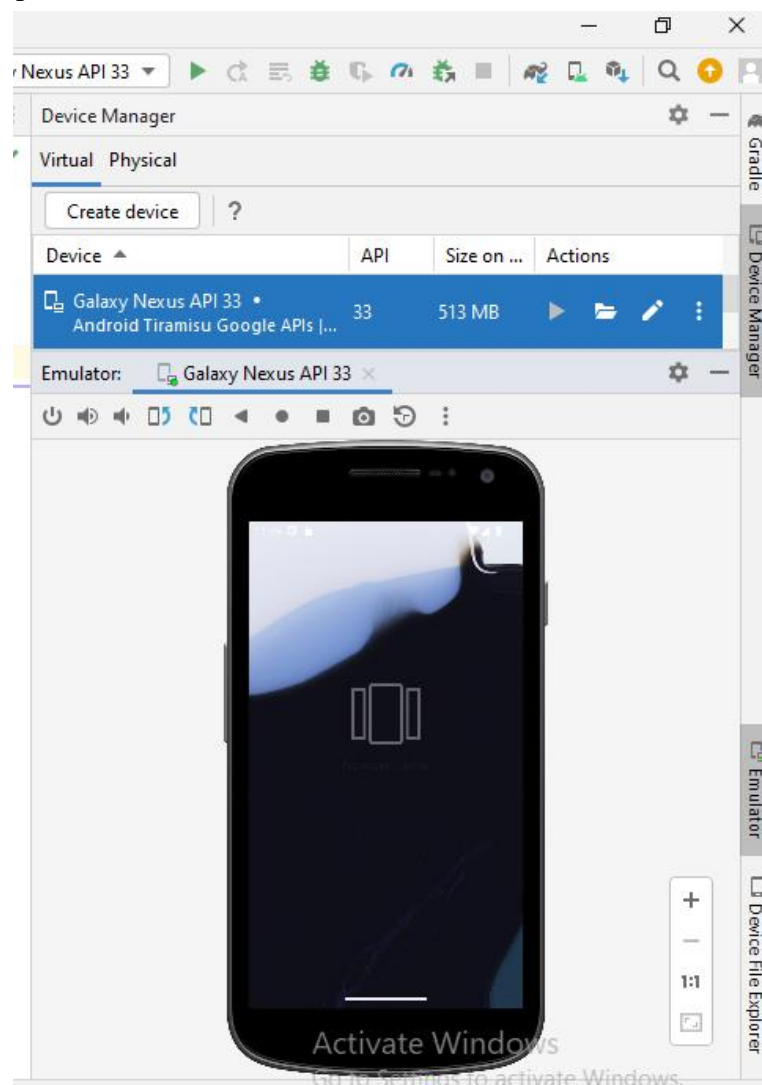 Nexus API 33
Device Manager
Virtual Physical
Create device ?
Device API Size on ... Actions
Galaxy Nexus API 33 33 513 MB
Android Tiramisu Google APIs |...
Emulator: Galaxy Nexus API 33
1:1
Activate Windows
Go to Settings to activate Windows.
Gradle
Device Manager
Emulator
Device File Explorer